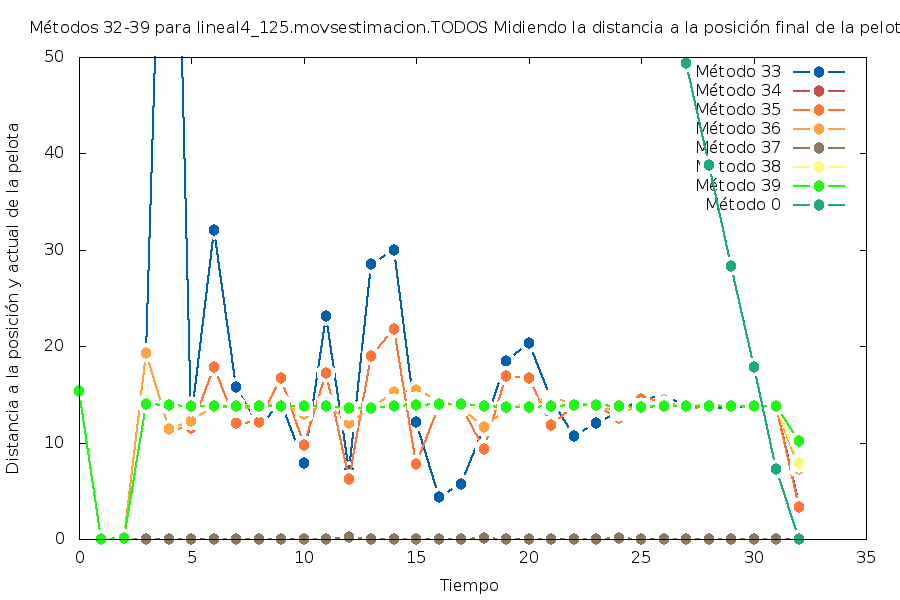 Métodos 32-39 para lineal4_125.movsestimacion.TODOS Midiendo la distancia a la posición final de la pelot
Distancia a la posición y actual de la pelota
50
40
30
20
10
0
Método 33
Método 34
Método 35
Método 36
Método 37
Método 38
Método 39
Método 0
0 5 10 15 20 25 30 35
Tiempo